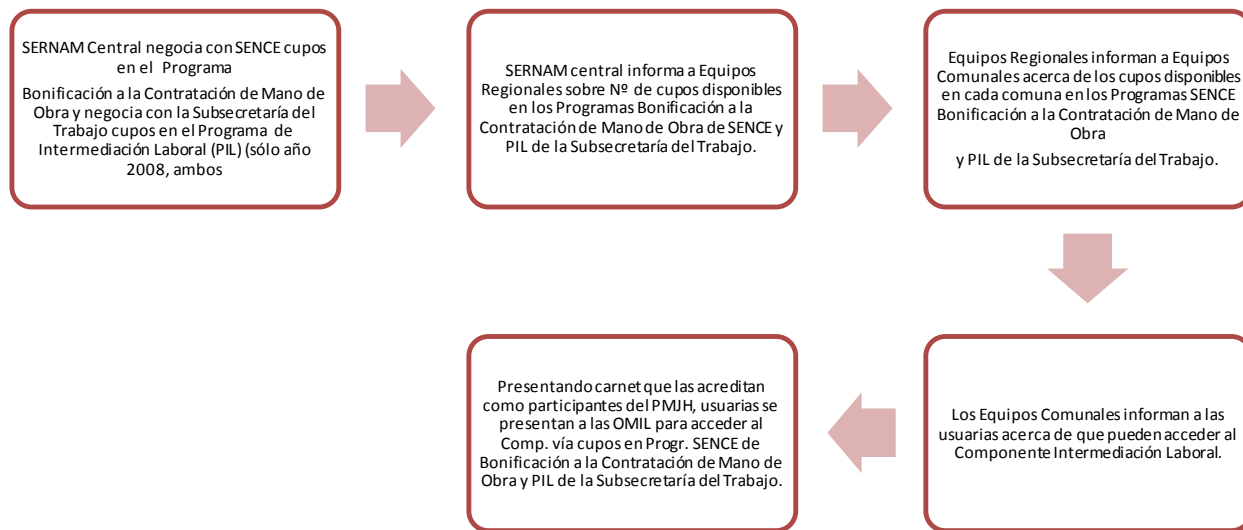 SERNAM Central negocia con SENCE cupos
en el Programa
Bonificación a la Contratación de Mano de
Obra y negocia con la Subsecretaría del
Trabajo cupos en el Programa de
Intermediación Laboral (PIL) (sólo año
2008, ambos
SERNAM central informa a Equipos
Regionales sobre Nº de cupos disponibles
en los Programas Bonificación a la
Contratación de Mano de Obra de SENCE y
PIL de la Subsecretaría del Trabajo.
Equipos Regionales informan a Equipos
Comunales acerca de los cupos disponibles
en cada comuna en los Programas SENCE
Bonificación a la Contratación de Mano de
Obra
y PIL de la Subsecretaría del Trabajo.
Los Equipos Comunales informan a las
usuarias acerca de que pueden acceder al
Componente Intermediación Laboral.
Presentando carnet que las acreditan
como participantes del PMJH, usuarias se
presentan a las OMIL para acceder al
Comp. vía cupos en Progr. SENCE de
Bonificación a la Contratación de Mano de
Obra y PIL de la Subsecretaría del Trabajo.